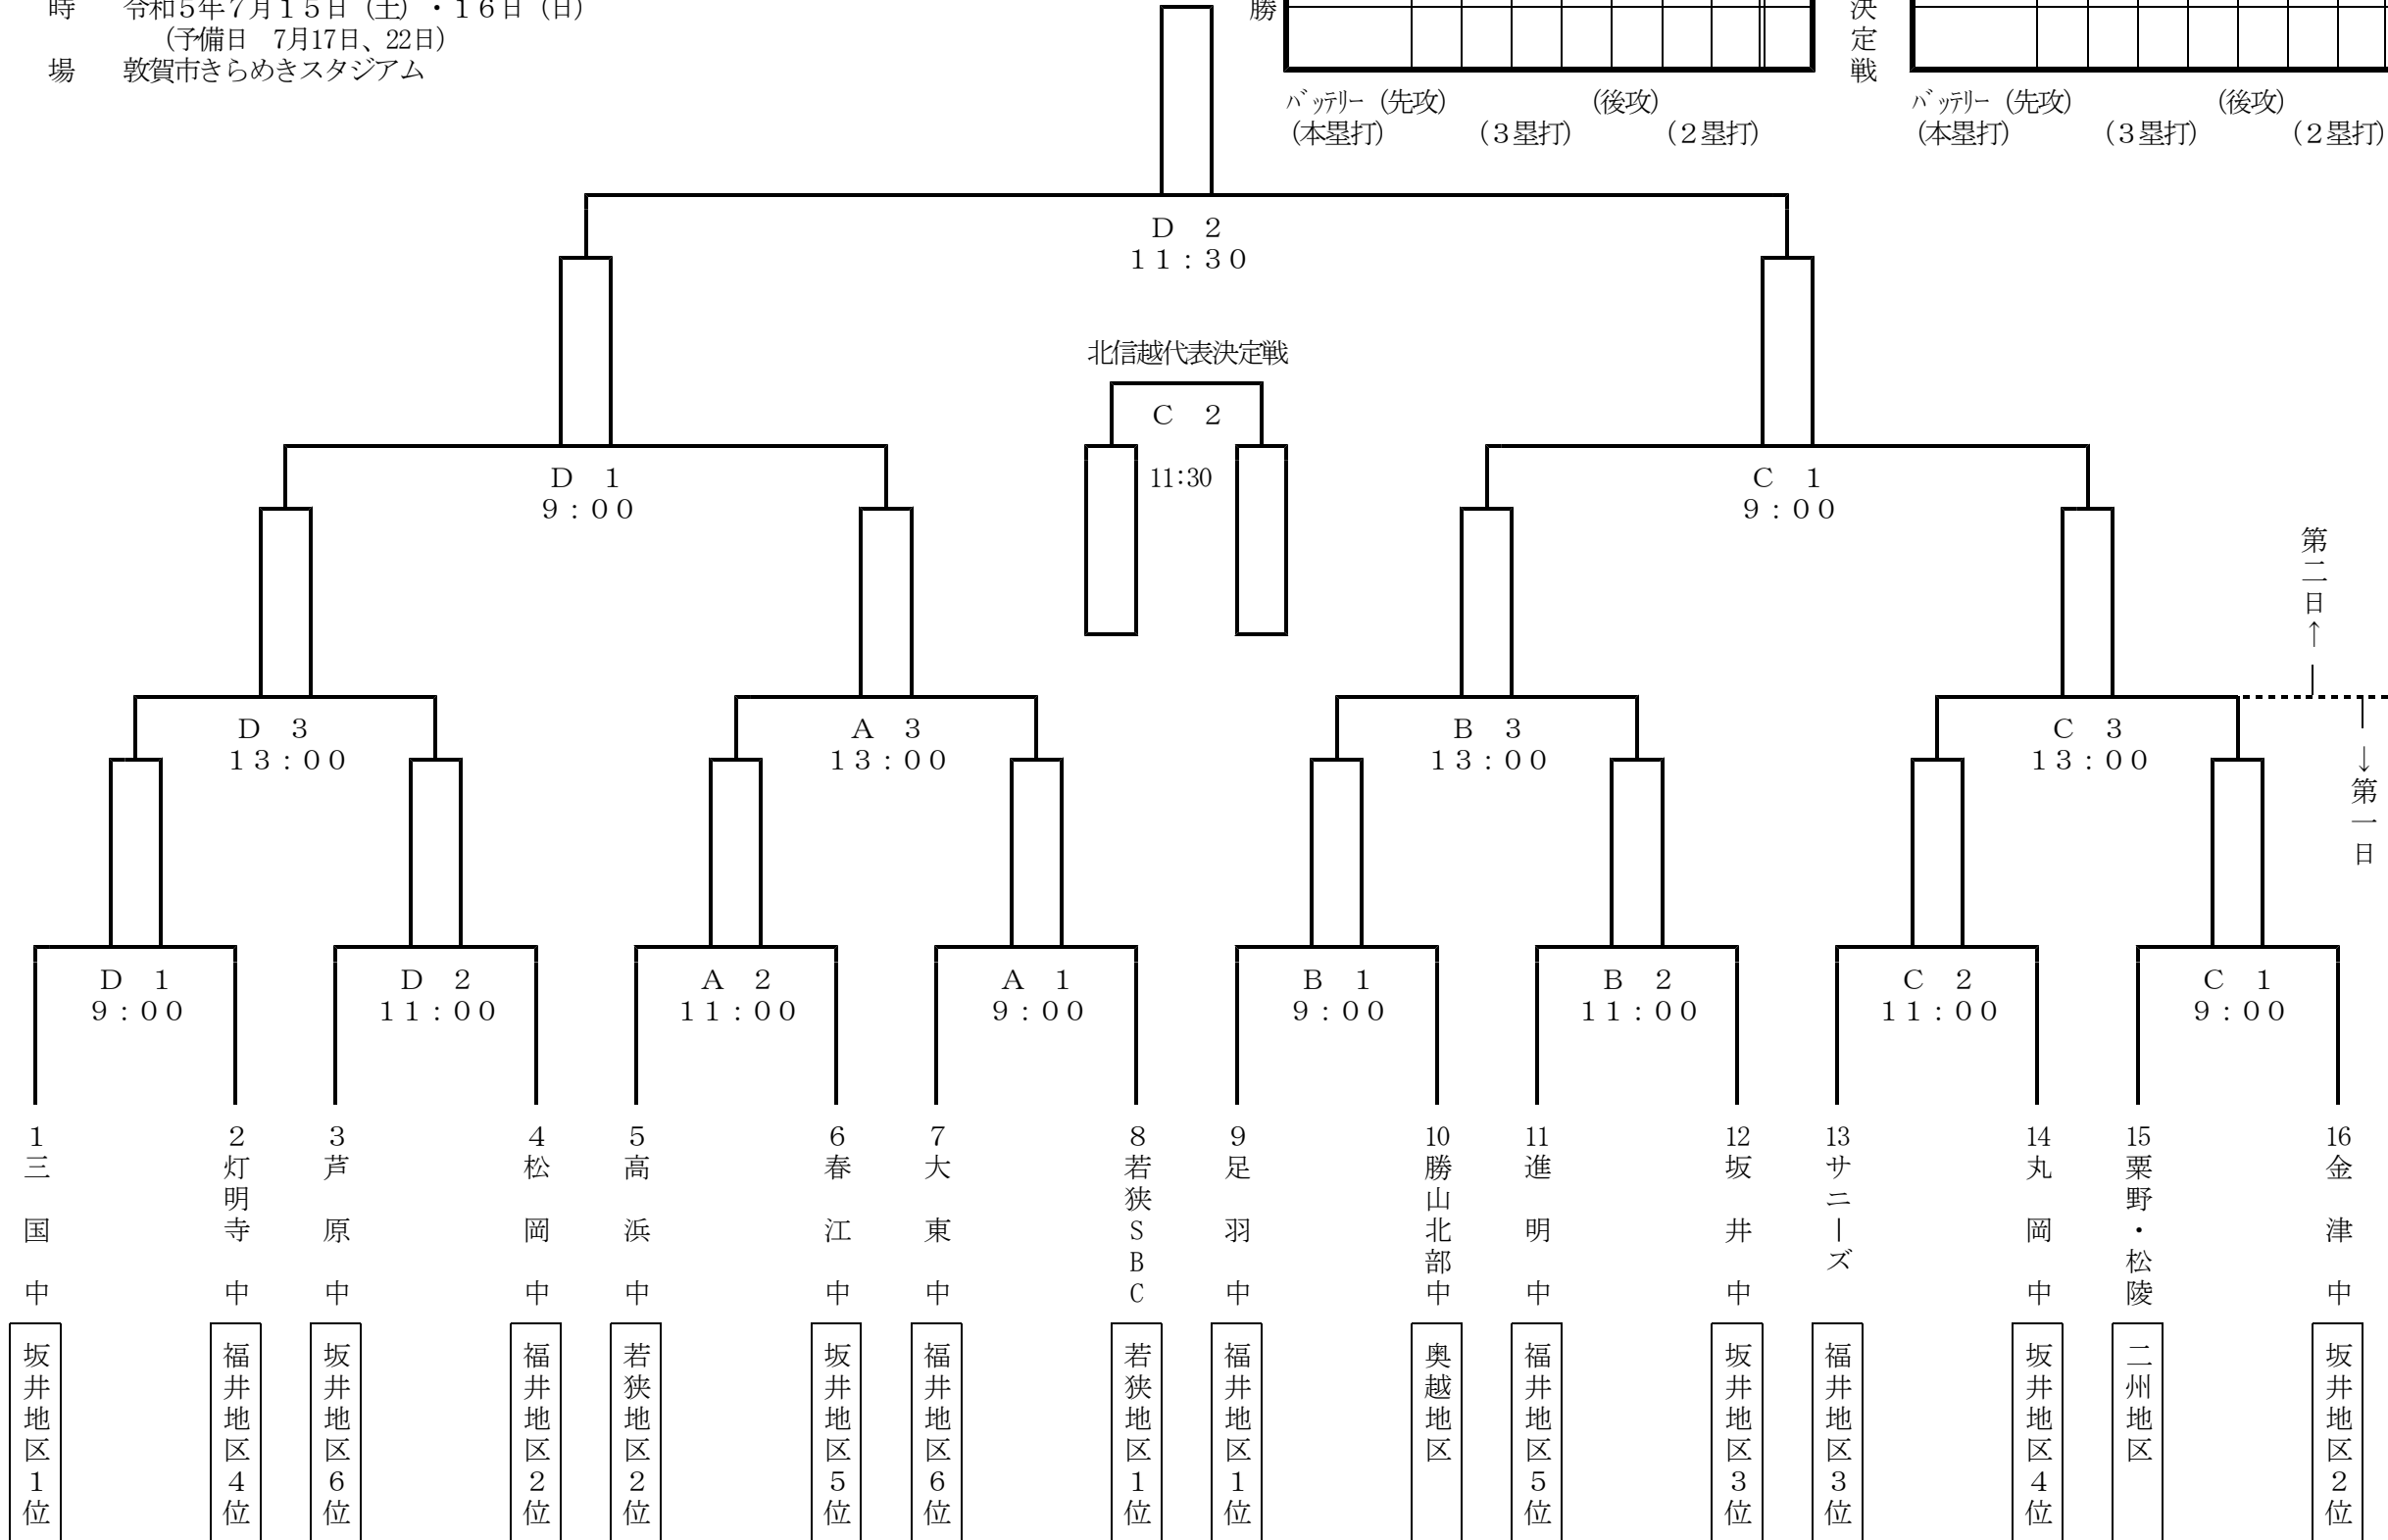 時　令和５年７月１５日（土）・１６日（日）
（予備日　7月17日、22日）
場　敦賀市きらめきスタジアム
勝
決定戦
ﾊﾞｯﾃﾘｰ（先攻）　（後攻）
（本塁打）　（３塁打）　（２塁打）
ﾊﾞｯﾃﾘｰ（先攻）　（後攻）
（本塁打）　（３塁打）　（２塁打）
Ｄ　２
１１：３０
北信越代表決定戦
Ｃ　２
11:30
Ｄ　１
９：００
Ｃ　１
９：００
第二日↑
↓第一日
Ｄ　３
１３：００
Ａ　３
１３：００
Ｂ　３
１３：００
Ｃ　３
１３：００
Ｄ　１
９：００
Ｄ　２
１１：００
Ａ　２
１１：００
Ａ　１
９：００
Ｂ　１
９：００
Ｂ　２
１１：００
Ｃ　２
１１：００
Ｃ　１
９：００
１　三　国　中
２　灯明寺　中
３　芦　原　中
４　松　岡　中
５　高　浜　中
６　春　江　中
７　大　東　中
８　若狭ＳＢＣ
９　足　羽　中
10　勝山北部中
11　進　明　中
12　坂　井　中
13　サニーズ
14　丸　岡　中
15　粟野・松陵
16　金　津　中
坂井地区１位
福井地区４位
坂井地区６位
福井地区２位
若狭地区２位
坂井地区５位
福井地区６位
若狭地区１位
福井地区１位
奥越地区
福井地区５位
坂井地区３位
福井地区３位
坂井地区４位
二州地区
坂井地区２位